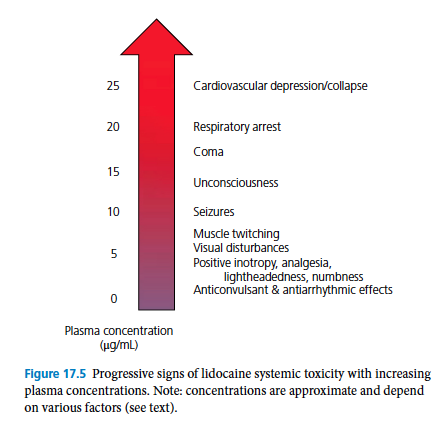 25 Cardiovascular depression/collapse
20 Respiratory arrest
Coma
15
Unconsciousness
10 Seizures
Muscle twitching
Visual disturbances
5
Positive inotropy, analgesia,
lightheadedness, numbness
Anticonvulsant & antiarrhythmic effects
0
Plasma concentration
(μg/mL)
Figure 17.5 Progressive signs of lidocaine systemic toxicity with increasing
plasma concentrations. Note: concentrations are approximate and depend
on various factors (see text).